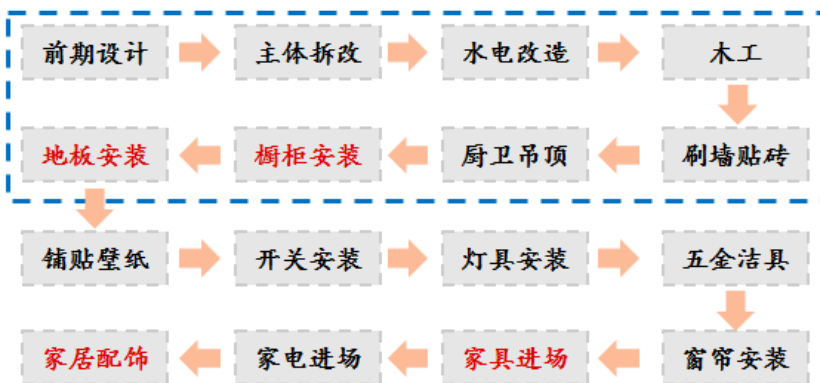 前期设计
主体拆改
水电改造
木工
刷墙贴砖
厨卫吊顶
橱柜安装
地板安装
铺贴壁纸
开关安装
灯具安装
五金洁具
窗帘安装
家具进场
家电进场
家居配饰